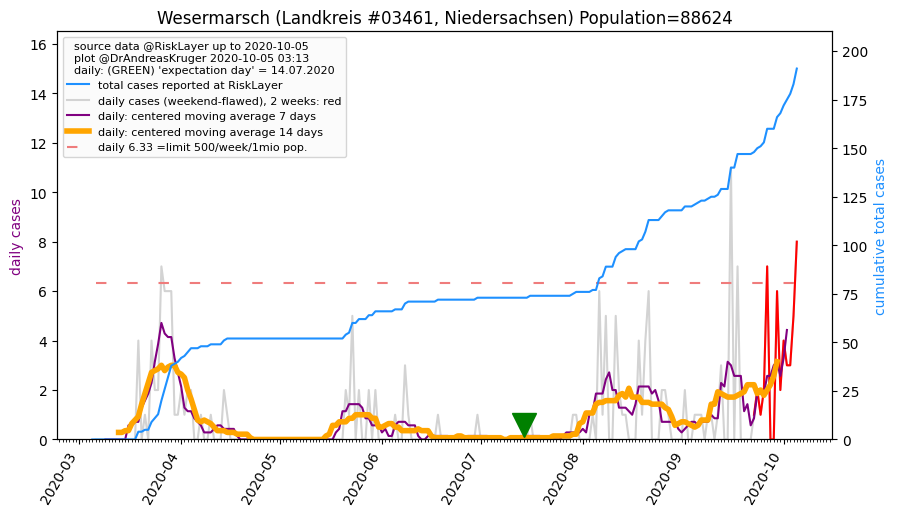 Wesermarsch (Landkreis #03461, Niedersachsen) Population=88624
source data @RiskLayer up to 2020-10-05
plot @DrAndreasKruger 2020-10-05 03:13
daily: (GREEN) 'expectation day' = 14.07.2020
total cases reported at RiskLayer
daily cases (weekend-flawed), 2 weeks: red
daily: centered moving average 7 days
daily: centered moving average 14 days
daily 6.33 =limit 500/week/1mio pop.
daily cases
16
14
12
10
8
6
4
2
0
200
175
150
125
100
75
50
25
0
cumulative total cases
2020-03
2020-04
2020-05
2020-06
2020-07
2020-08
2020-09
2020-10